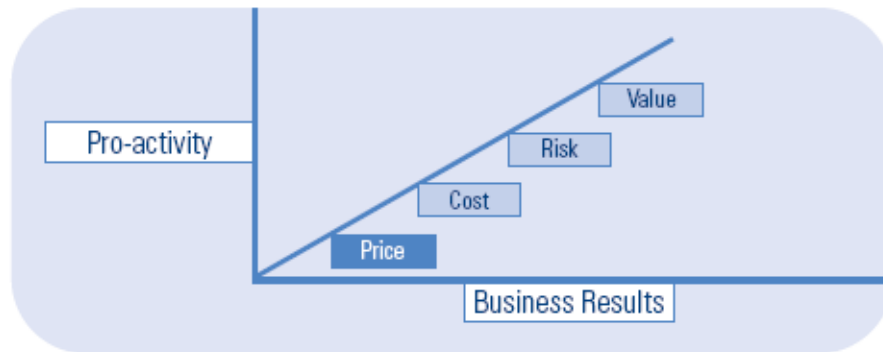 Value
Pro-activity
Risk
Cost
Price
Business Results